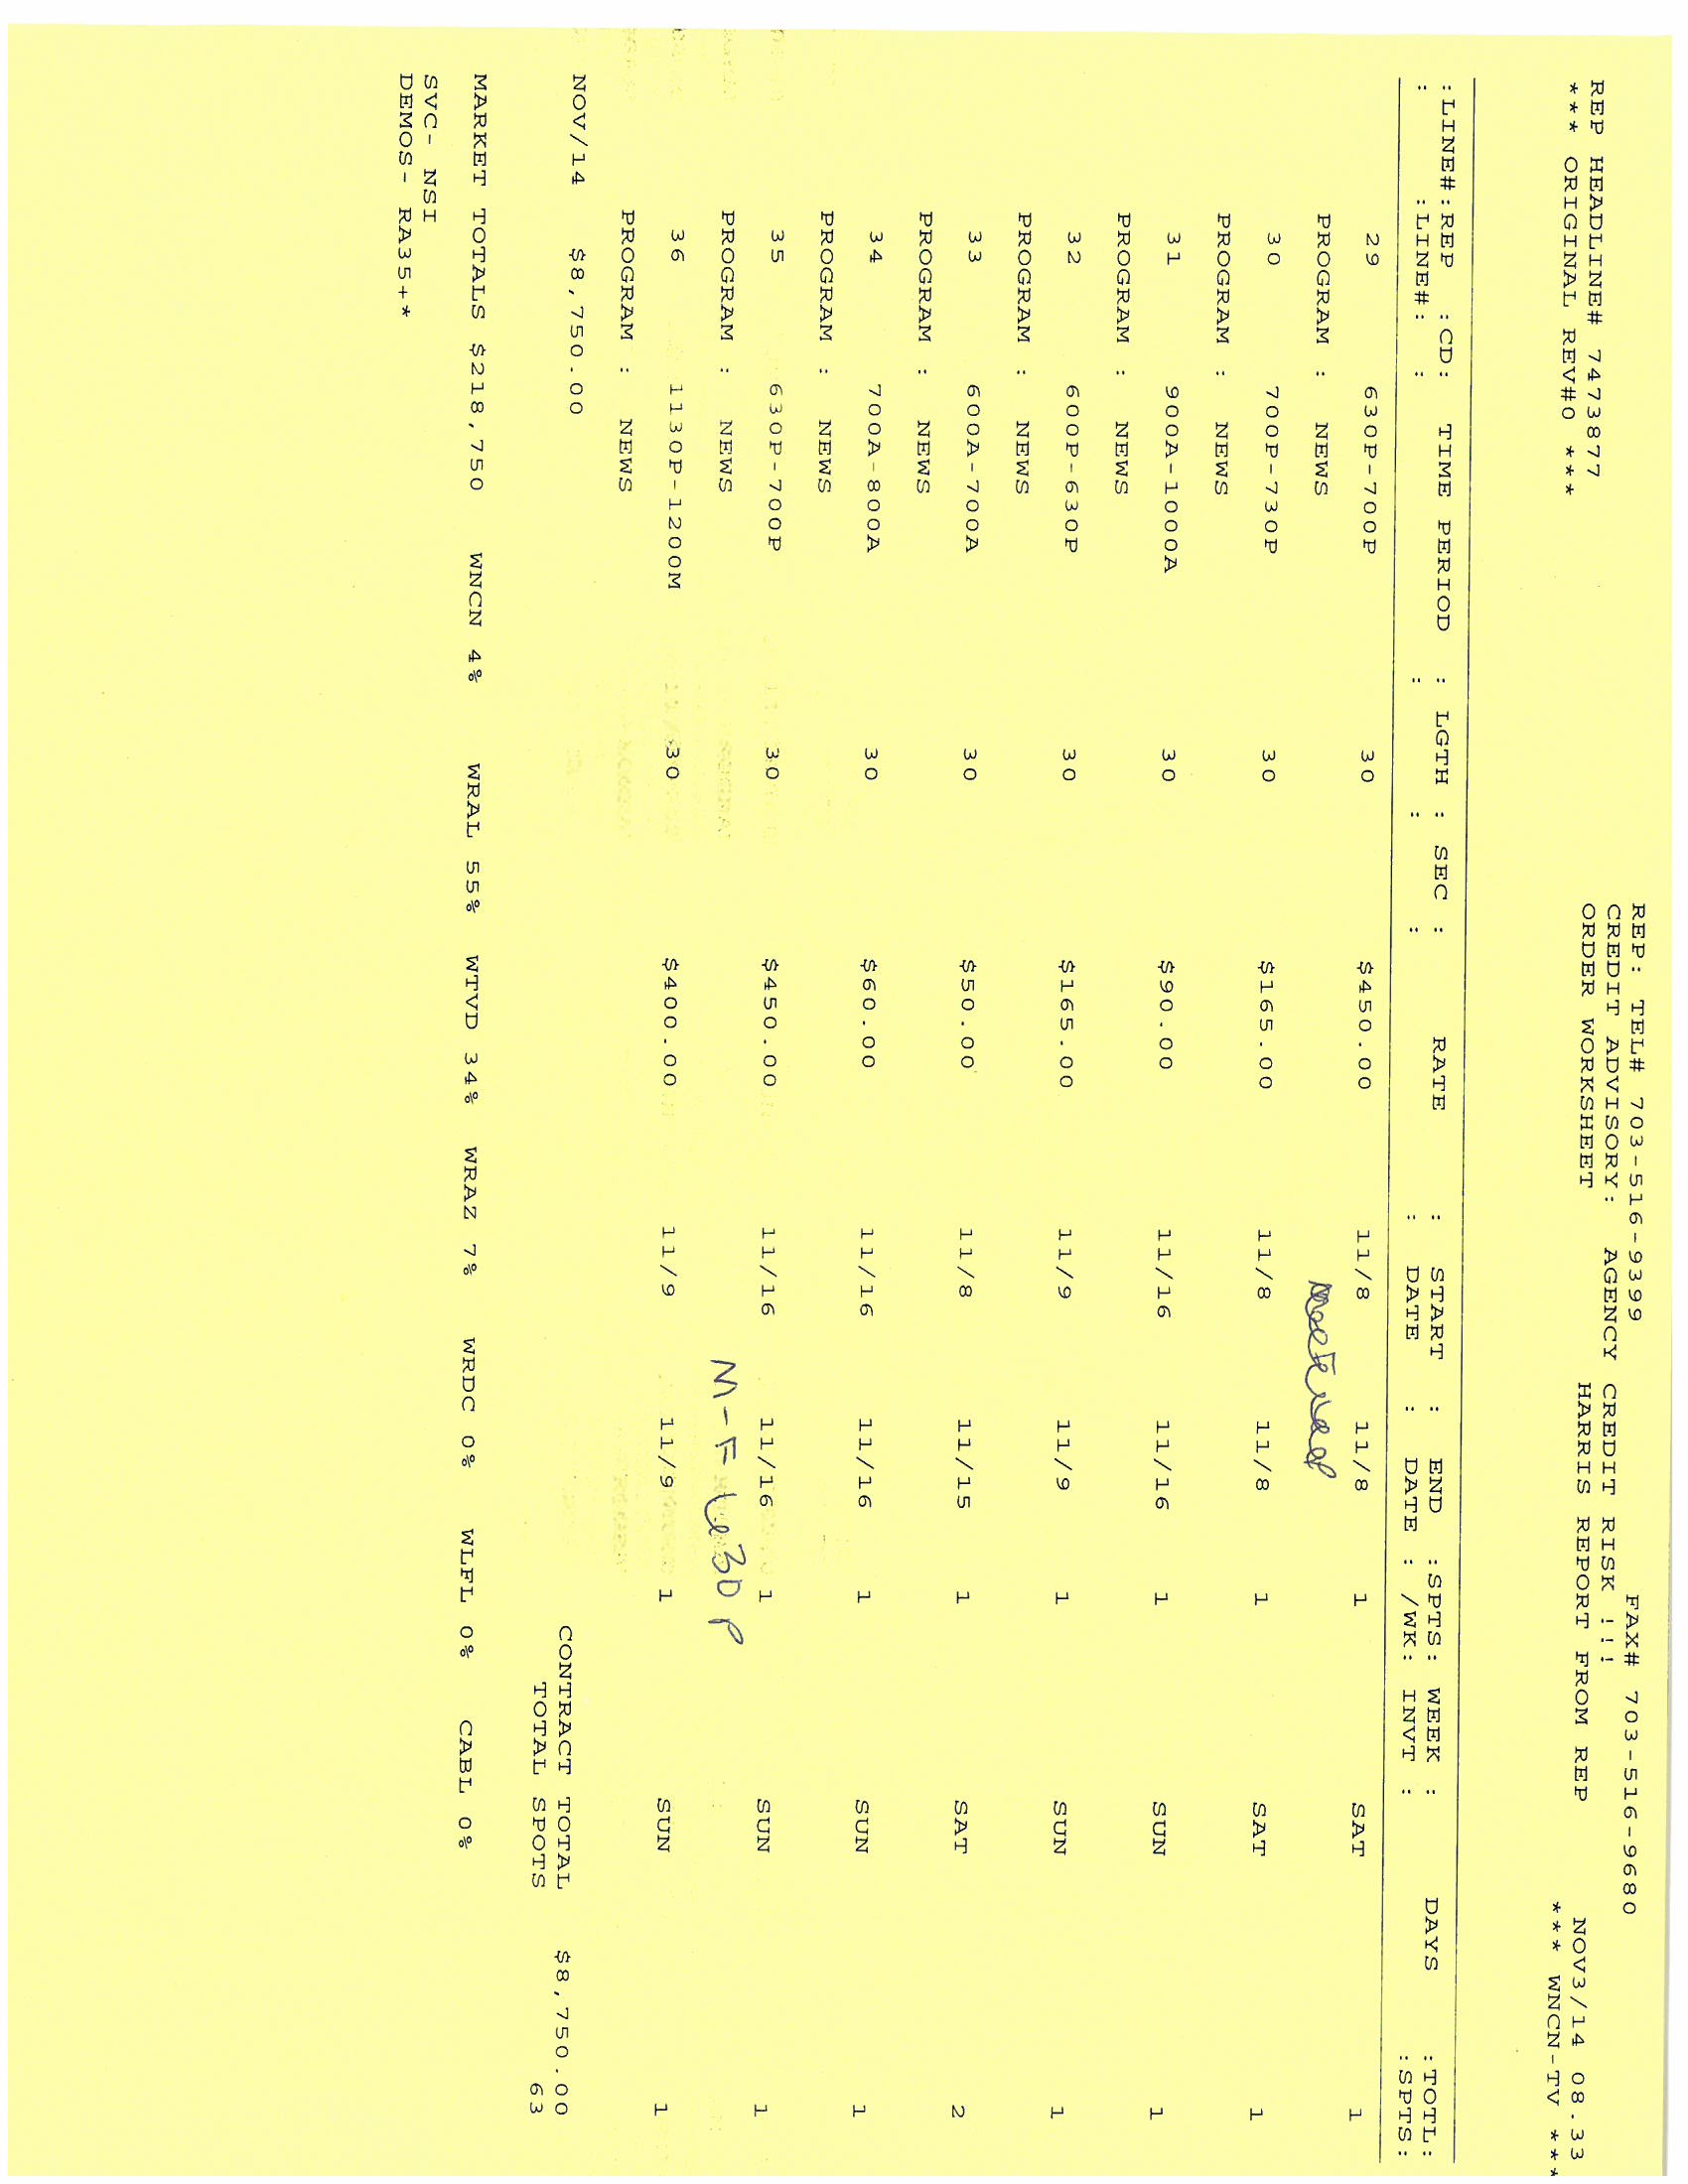 REP: TEL# 703-516-9399 FAX# 703-516-9680
CREDIT ADVISORY: AGENCY CREDIT RISK !!!
REP HEADLINE# 7473877 ORDER WORKSHEET HARRIS REPORT FROM REP NOV3/14 08.33
*** ORIGINAL REV#0 *** *** WNCN-TV ***
:LINE#:REP :CD: TIME PERIOD : LGTH : SEC : RATE : START : END :SPTS: WEEK : DAYS :TOTL:
: :LINE#: : : : : : DATE : DATE : /WK: INVT : :SPTS:
29 630P-700P 30 $450.00 11/8 11/8 1 SAT 1
PROGRAM : NEWS
30 700P-730P 30 $165.00 11/8 11/8 1 SAT 1
PROGRAM : NEWS
31 900A-1000A 30 $90.00 11/16 11/16 1 SUN 1
PROGRAM : NEWS
32 600P-630P 30 $165.00 11/9 11/9 1 SUN 1
PROGRAM : NEWS
33 600A-700A 30 $50.00 11/8 11/15 1 SAT 2
PROGRAM : NEWS
34 700A-800A 30 $60.00 11/16 11/16 1 SUN 1
PROGRAM : NEWS
35 630P-700P 30 $450.00 11/16 11/16 1 SUN 1
PROGRAM : NEWS M-F 630P
36 1130P-1200M 30 $400.00 11/9 11/9 1 SUN 1
PROGRAM : NEWS
NOV/14 $8,750.00 CONTRACT TOTAL $8,750.00
TOTAL SPOTS 63
MARKET TOTALS $218,750 WNCN 4% WRAL 55% WTVD 34% WRAZ 7% WRDC 0% WLFL 0% CABL 0%
SVC- NSI
DEMOS- RA35+*